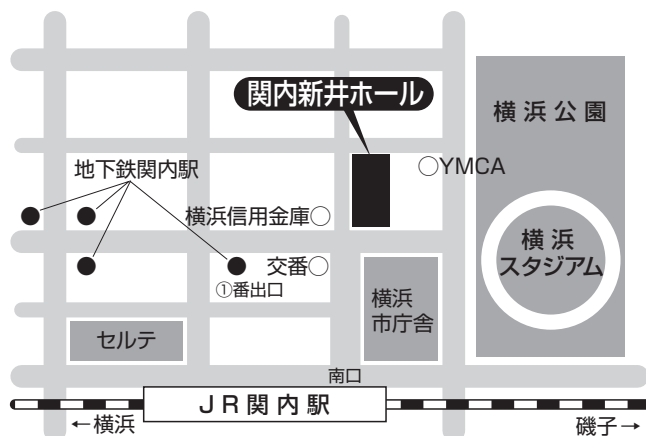 関内新井ホール
横浜公園
地下鉄関内駅
○YMCA
横浜信用金庫○
横浜
スタジアム
交番○
①番出口
横浜
市庁舎
セルテ
南口
JR関内駅
←横浜
磯子→